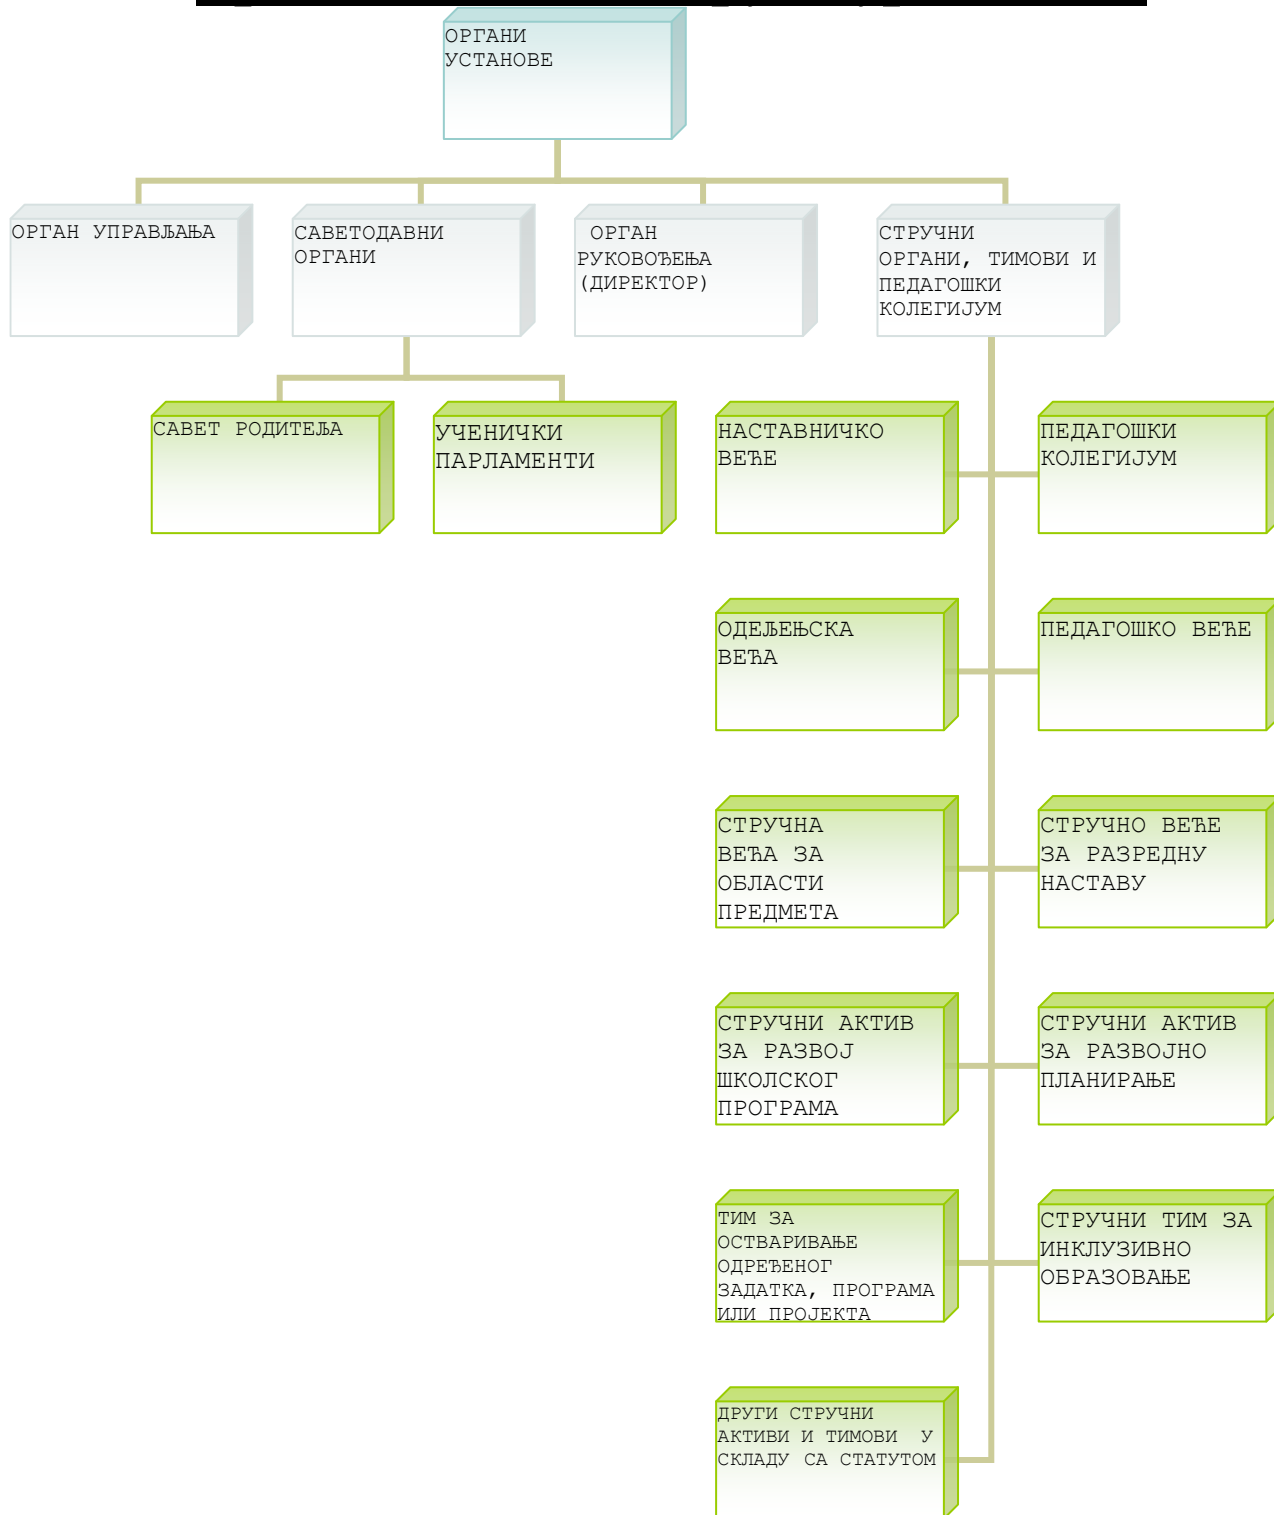 ОРГАНИ
УСТАНОВЕ
ОРГАН УПРАВЉАЊА
САВЕТОДАВНИ
ОРГАНИ
ОРГАН
РУКОВОЂЕЊА
(ДИРЕКТОР)
СТРУЧНИ
ОРГАНИ, ТИМОВИ И
ПЕДАГОШКИ
КОЛЕГИЈУМ
САВЕТ РОДИТЕЉА
УЧЕНИЧКИ
ПАРЛАМЕНТИ
НАСТАВНИЧКО
ВЕЋЕ
ПЕДАГОШКИ
КОЛЕГИЈУМ
ОДЕЉЕЊСКА
ВЕЋА
ПЕДАГОШКО ВЕЋЕ
СТРУЧНА
ВЕЋА ЗА
ОБЛАСТИ
ПРЕДМЕТА
СТРУЧНО ВЕЋЕ
ЗА РАЗРЕДНУ
НАСТАВУ
СТРУЧНИ АКТИВ
ЗА РАЗВОЈ
ШКОЛСКОГ
ПРОГРАМА
СТРУЧНИ АКТИВ
ЗА РАЗВОЈНО
ПЛАНИРАЊЕ
ТИМ ЗА
ОСТВАРИВАЊЕ
ОДРЕЂЕНОГ
ЗАДАТКА, ПРОГРАМА
ИЛИ ПРОЈЕКТА
СТРУЧНИ ТИМ ЗА
ИНКЛУЗИВНО
ОБРАЗОВАЊЕ
ДРУГИ СТРУЧНИ
АКТИВИ И ТИМОВИ У
СКЛАДУ СА СТАТУТОМ